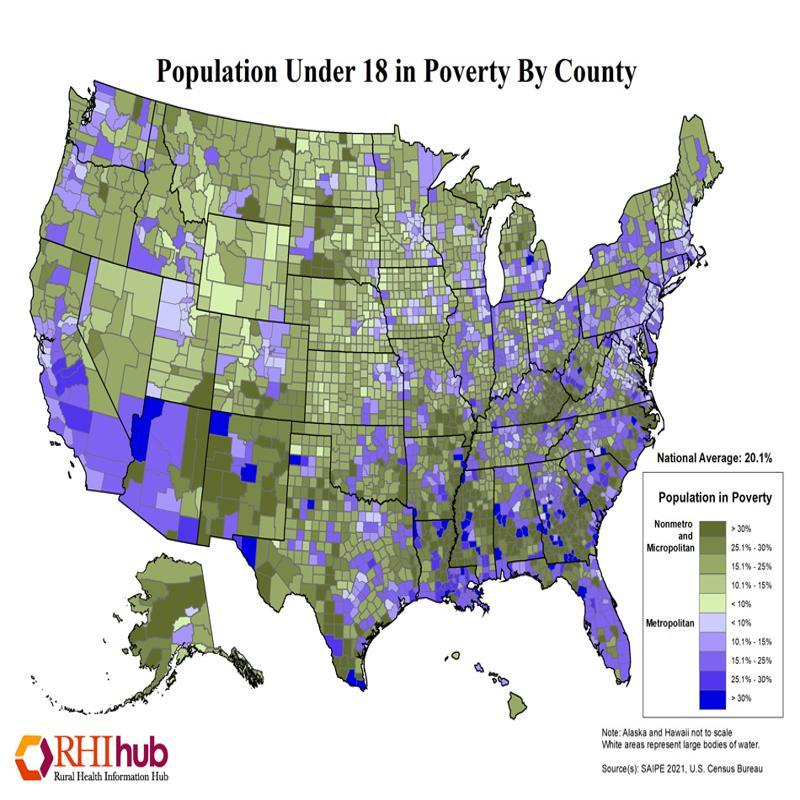 Population Under 18 in Poverty By County
National Average: 20.1%
Population in Poverty
Nonmetro
and
Micropolitan
> 30%
25.1% - 30%
15.1% - 25%
10.1% - 15%
< 10%
Metropolitan
< 10%
10.1% - 15%
15.1% - 25%
25.1% - 30%
> 30%
Note: Alaska and Hawaii not to scale
White areas represent large bodies of water.
Source(s): SAIPE 2021, U.S. Census Bureau
RHIhub
Rural Health Information Hub